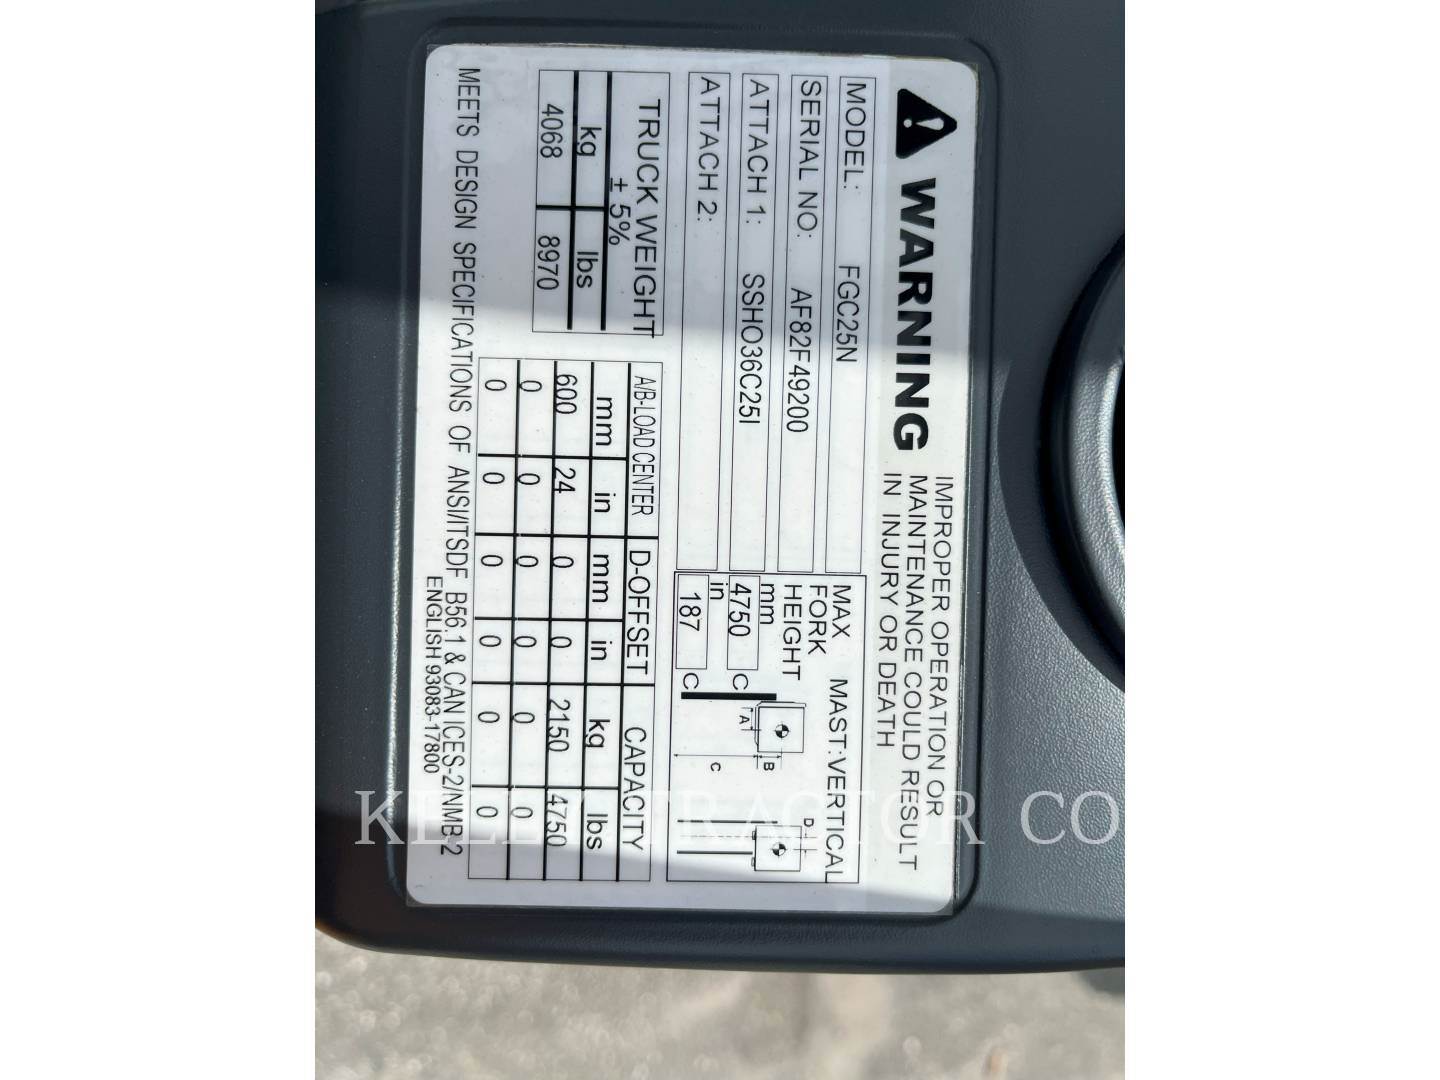 WARNING
IMPROPER OPERATION OR
MAINTENANCE COULD RESULT
IN INJURY OR DEATH
MODEL: FGC25N
SERIAL NO: AF82F49200
ATTACH 1: SSHO36C25I
ATTACH 2:
MAX
FORK
HEIGHT
mm
4750 C
in
187 C
MAST:VERTICAL
A
B
C
D
TRUCK WEIGHT
± 5%
kg lbs
4068 8970
A/B-LOAD CENTER D-OFFSET CAPACITY
mm in mm in kg lbs
600 24 0 0 2150 4750
0 0 0 0 0 0
0 0 0 0 0 0
MEETS DESIGN SPECIFICATIONS OF ANSI/ITSDF B56.1 & CAN ICES-2/NMB-2
ENGLISH 93083-17800
KELLY TRACTOR CO